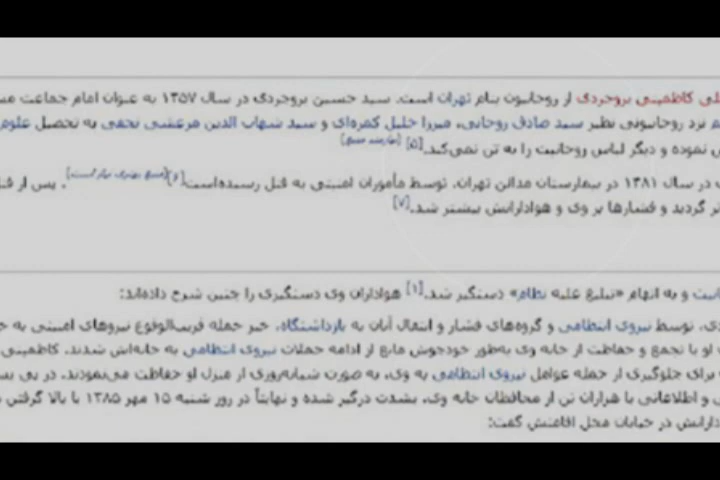 کاظمینی بروجردی از روحانیون بنام تهران است. سید حسین بروجردی در سال ۱۳۵۷ به عنوان امام جماعت
نزد روحانیونی نظیر سید صادق روحانی، میرزا خلیل کمره‌ای و سید شهاب الدین مرعشی نجفی به تحصیل علوم
نموده و دیگر لباس روحانیت را به تن نمی‌کند.[۵]
در سال ۱۳۸۱ در بیمارستان مدائن تهران، توسط مأموران امنیتی به قتل رسیده‌است[۶]. پس از
گردید و فشارها بر وی و هوادارانش بیشتر شد.[۷]
و به اتهام «تبلیغ علیه نظام» دستگیر شد.[۱] هواداران وی دستگیری را چنین شرح داده‌اند:
توسط نیروی انتظامی و گروه‌های فشار و انتقال آنان به بازداشتگاه، خبر حمله قریب‌الوقوع نیروهای امنیتی به
او با تجمع و حفاظت از خانه وی به‌طور خودجوش مانع از ادامه حملات نیروی انتظامی به خانه‌اش شدند. کاظمینی
برای جلوگیری از حمله عوامل نیروی انتظامی به وی، به صورت شبانه‌روزی از منزل او حفاظت می‌نمودند. در پی
و اطلاعاتی با هزاران تن از محافظان خانه وی، بشدت درگیر شده و نهایتاً در روز شنبه ۱۵ مهر ۱۳۸۵ با بالا گرفتن
در خیابان محل اقامتش گفت: